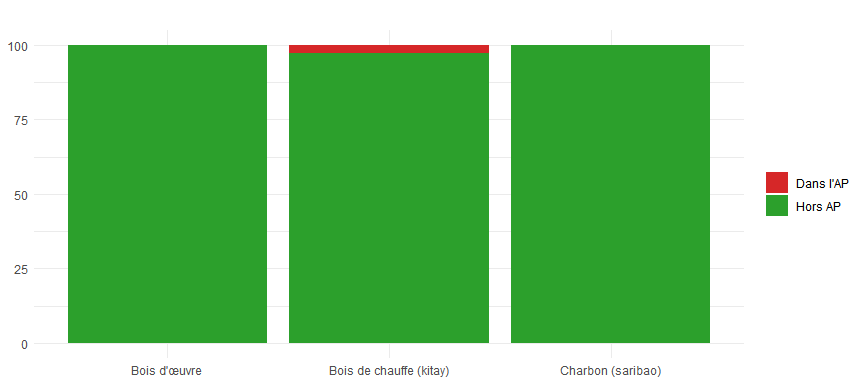 100
75
50
25
0
Bois d'œuvre
Bois de chauffe (kitay)
Charbon (saribao)
Dans l'AP
Hors AP